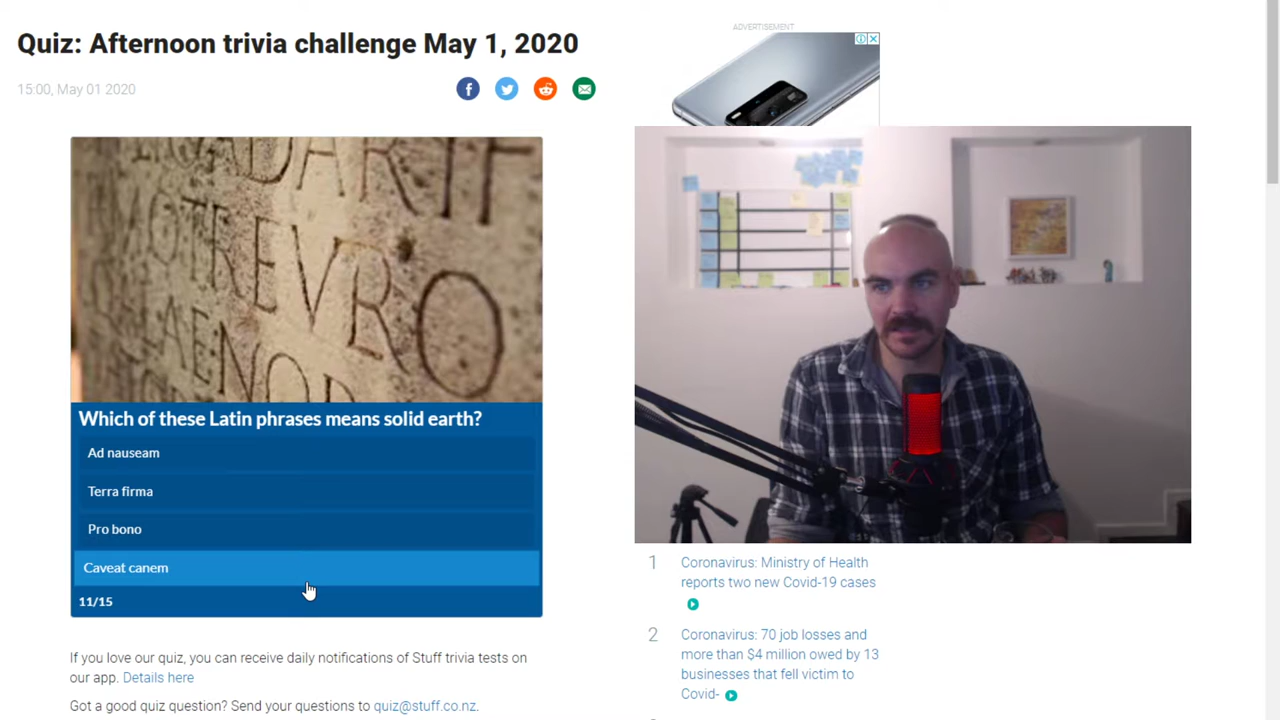 Quiz: Afternoon trivia challenge May 1, 2020
15:00, May 01 2020
ADVERTISEMENT
TREVRO
AENOR
Which of these Latin phrases means solid earth?
Ad nauseam
Terra firma
Pro bono
Caveat canem
11/15
If you love our quiz, you can receive daily notifications of Stuff trivia tests on
our app. Details here
Got a good quiz question? Send your questions to quiz@stuff.co.nz.
1
Coronavirus: Ministry of Health
reports two new Covid-19 cases
2
Coronavirus: 70 job losses and
more than $4 million owed by 13
businesses that fell victim to
Covid-